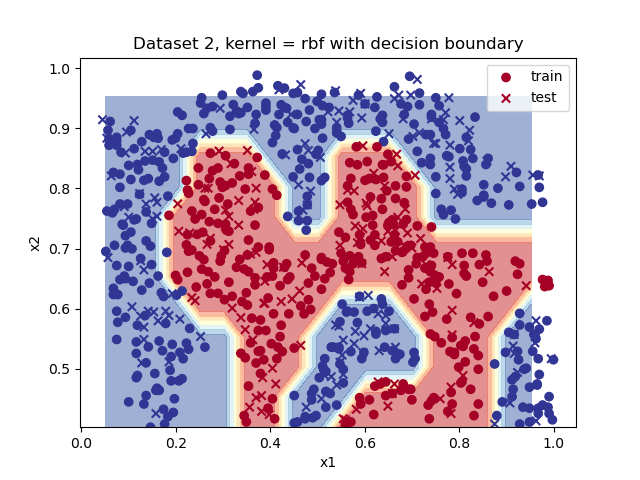 Dataset 2, kernel = rbf with decision boundary
train
test
1.0
0.9
0.8
0.7
0.6
0.5
x2
0.0
0.2
0.4
0.6
0.8
1.0
x1